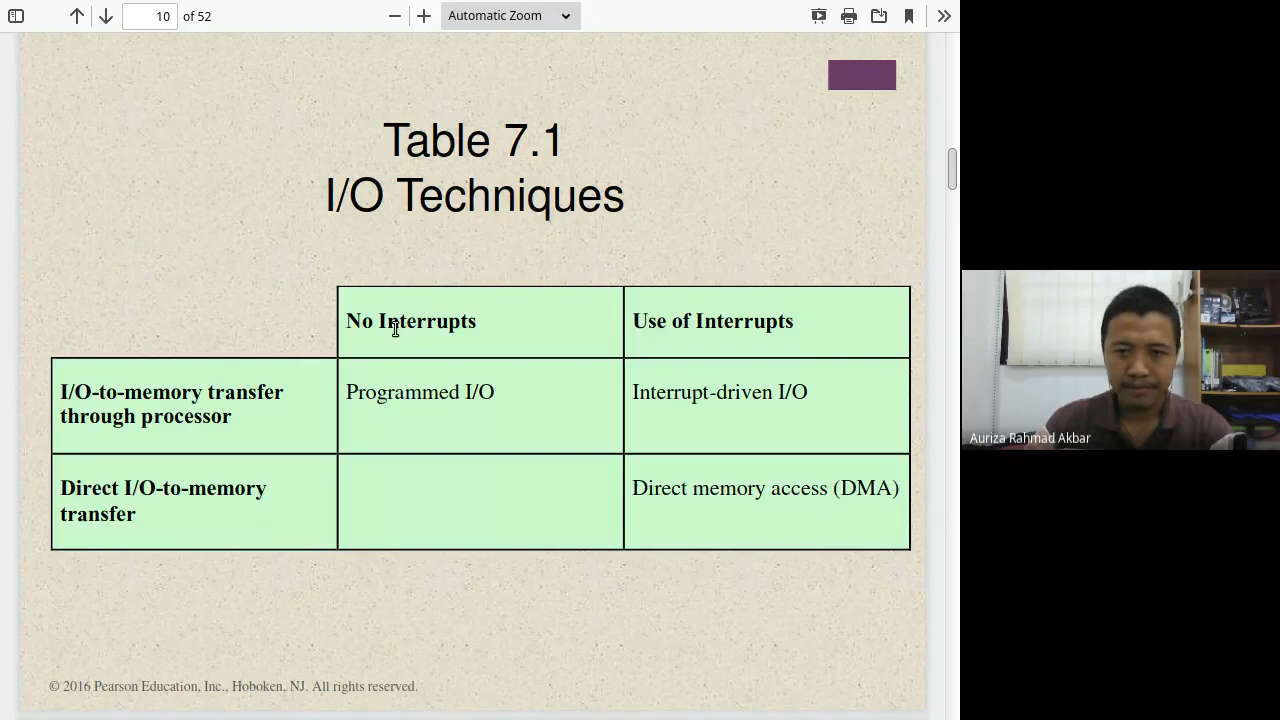 10 of 52
Automatic Zoom
Table 7.1
I/O Techniques
No Interrupts
Use of Interrupts
I/O-to-memory transfer
through processor
Programmed I/O
Interrupt-driven I/O
Direct I/O-to-memory
transfer
Direct memory access (DMA)
© 2016 Pearson Education, Inc., Hoboken, NJ. All rights reserved.
Auriza Rahmad Akbar